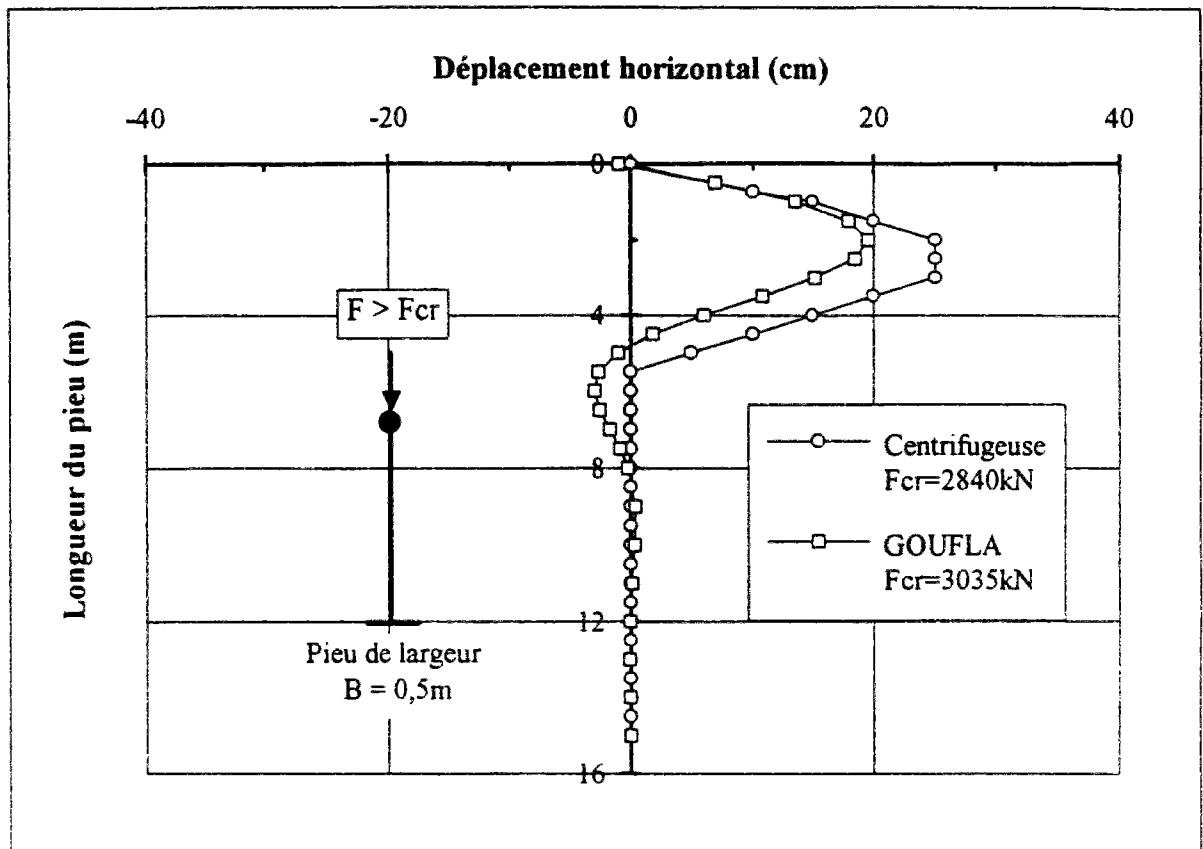 Déplacement horizontal (cm)
-40 -20 0 20 40
0
4
8
12
16
Longueur du pieu (m)
F > Fcr
Pieu de largeur
B = 0,5m
Centrifugeuse
Fcr=2840kN
GOUFLA
Fcr=3035kN